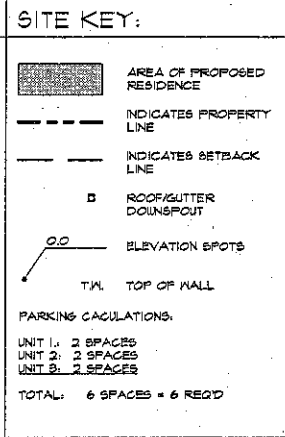 SITE KEY:
AREA OF PROPOSED
RESIDENCE
INDICATES PROPERTY
LINE
INDICATES SETBACK
LINE
ROOF/GUTTER
DOWNSPOUT
0.0
ELEVATION SPOTS
T.W. TOP OF WALL
PARKING CACULATIONS:
UNIT 1: 2 SPACES
UNIT 2: 2 SPACES
UNIT 3: 2 SPACES
TOTAL: 6 SPACES = 6 REQ'D